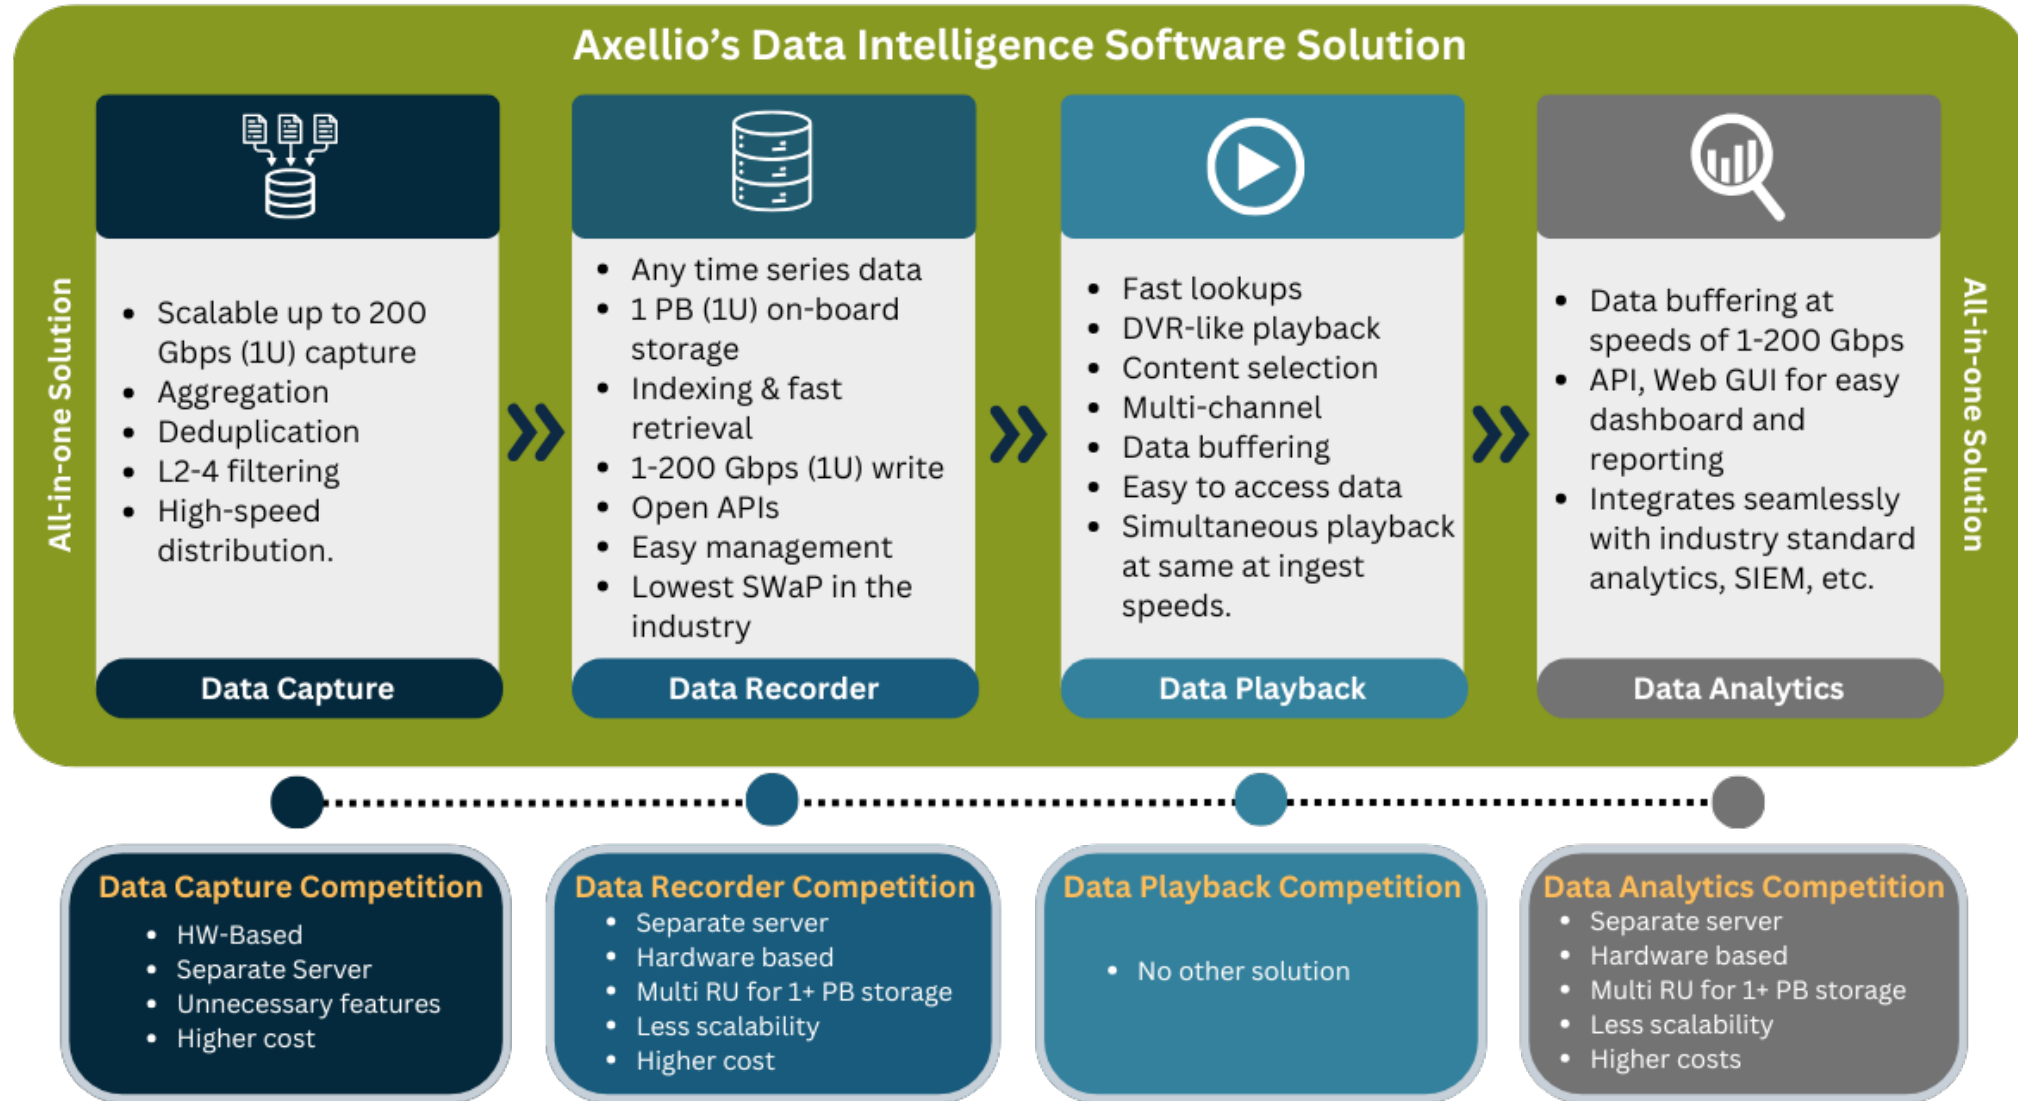 Axellio’s Data Intelligence Software Solution
All-in-one Solution
• Scalable up to 200
Gbps (1U) capture
• Aggregation
• Deduplication
• L2-4 filtering
• High-speed
distribution.
Data Capture
• Any time series data
• 1 PB (1U) on-board
storage
• Indexing & fast
retrieval
• 1-200 Gbps (1U) write
• Open APIs
• Easy management
• Lowest SWaP in the
industry
Data Recorder
• Fast lookups
• DVR-like playback
• Content selection
• Multi-channel
• Data buffering
• Easy to access data
• Simultaneous playback
at same at ingest
speeds.
Data Playback
• Data buffering at
speeds of 1-200 Gbps
• API, Web GUI for easy
dashboard and
reporting
• Integrates seamlessly
with industry standard
analytics, SIEM, etc.
Data Analytics
All-in-one Solution
Data Capture Competition
• HW-Based
• Separate Server
• Unnecessary features
• Higher cost
Data Recorder Competition
• Separate server
• Hardware based
• Multi RU for 1+ PB storage
• Less scalability
• Higher cost
Data Playback Competition
• No other solution
Data Analytics Competition
• Separate server
• Hardware based
• Multi RU for 1+ PB storage
• Less scalability
• Higher costs